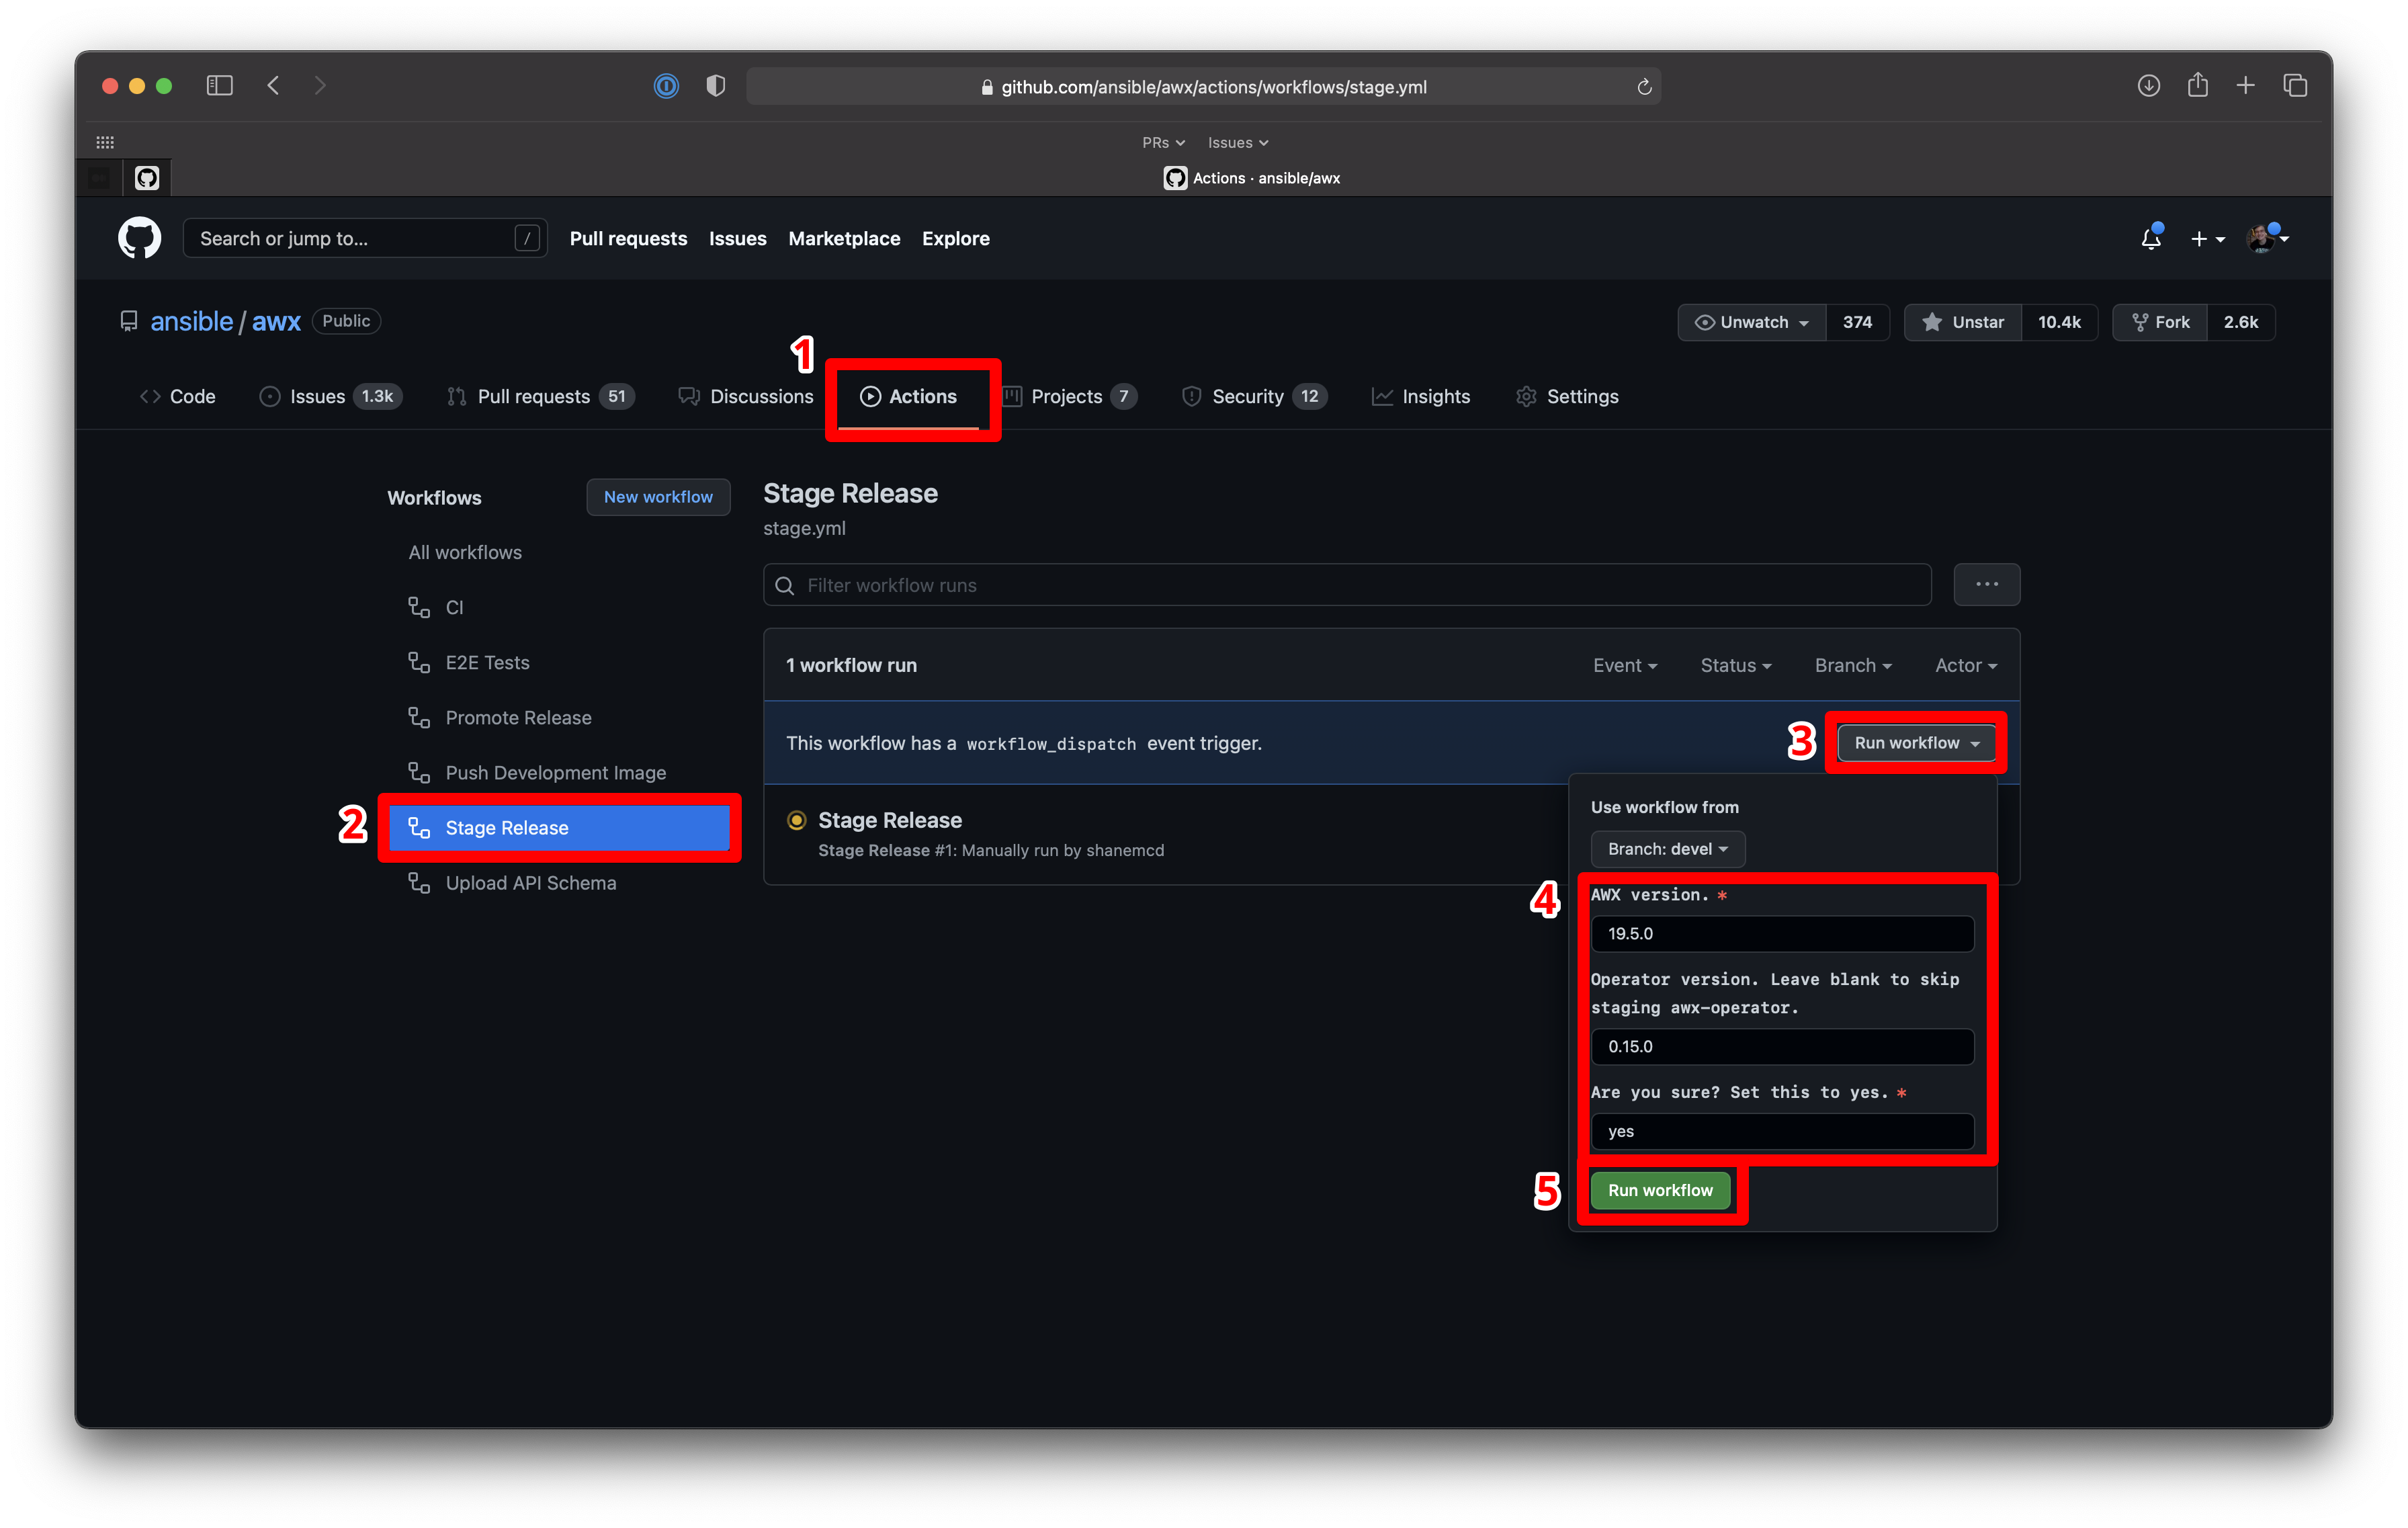 github.com/ansible/awx/actions/workflows/stage.yml
PRs Issues
Actions · ansible/awx
Search or jump to... / Pull requests Issues Marketplace Explore
ansible / awx Public Unwatch 374 Unstar 10.4k Fork 2.6k
1
Code Issues 1.3k Pull requests 51 Discussions Actions Projects 7 Security 12 Insights Settings
Workflows New workflow
All workflows
CI
E2E Tests
Promote Release
Push Development Image
2 Stage Release
Upload API Schema
Stage Release
stage.yml
Filter workflow runs
1 workflow run Event Status Branch Actor
This workflow has a workflow_dispatch event trigger. 3 Run workflow
Stage Release
Stage Release #1: Manually run by shanemcd
Use workflow from
Branch: devel
4
AWX version. *
19.5.0
Operator version. Leave blank to skip
staging awx-operator.
0.15.0
Are you sure? Set this to yes. *
yes
5 Run workflow